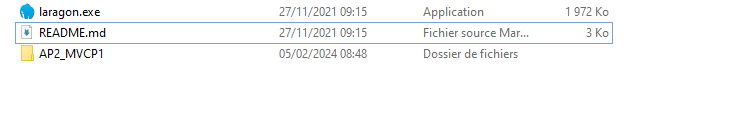 laragon.exe 27/11/2021 09:15 Application 1 972 Ko
README.md 27/11/2021 09:15 Fichier source Mar... 3 Ko
AP2_MVCP1 05/02/2024 08:48 Dossier de fichiers